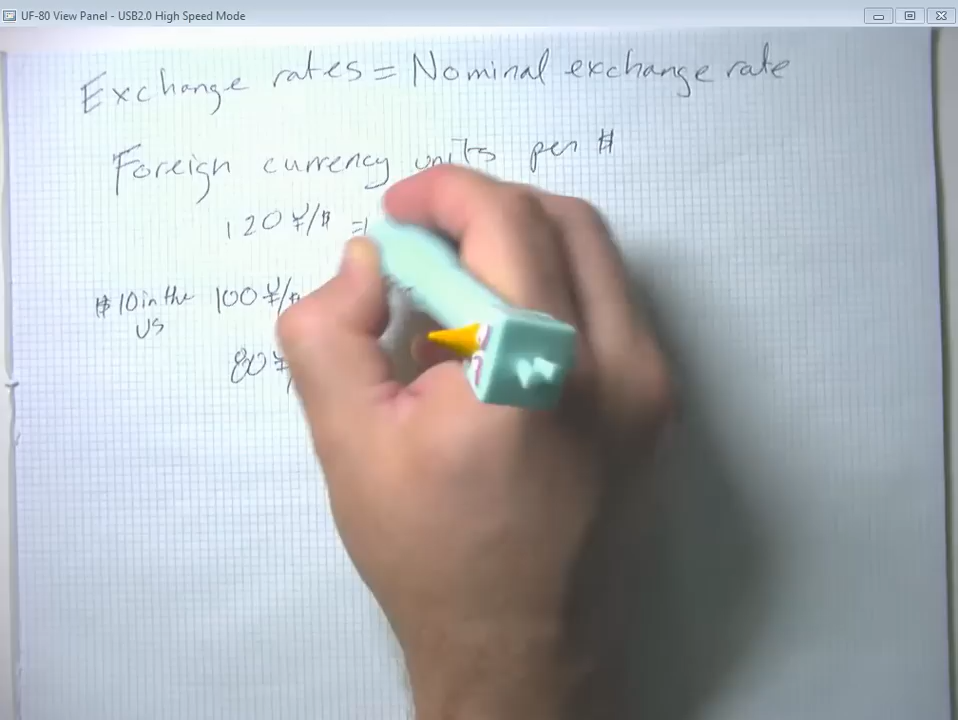 UF-80 View Panel - USB2.0 High Speed Mode
Exchange rates = Nominal exchange rate
Foreign currency units per $
120 ¥/$ =
$10 in the 100 ¥/$
US
80 ¥/